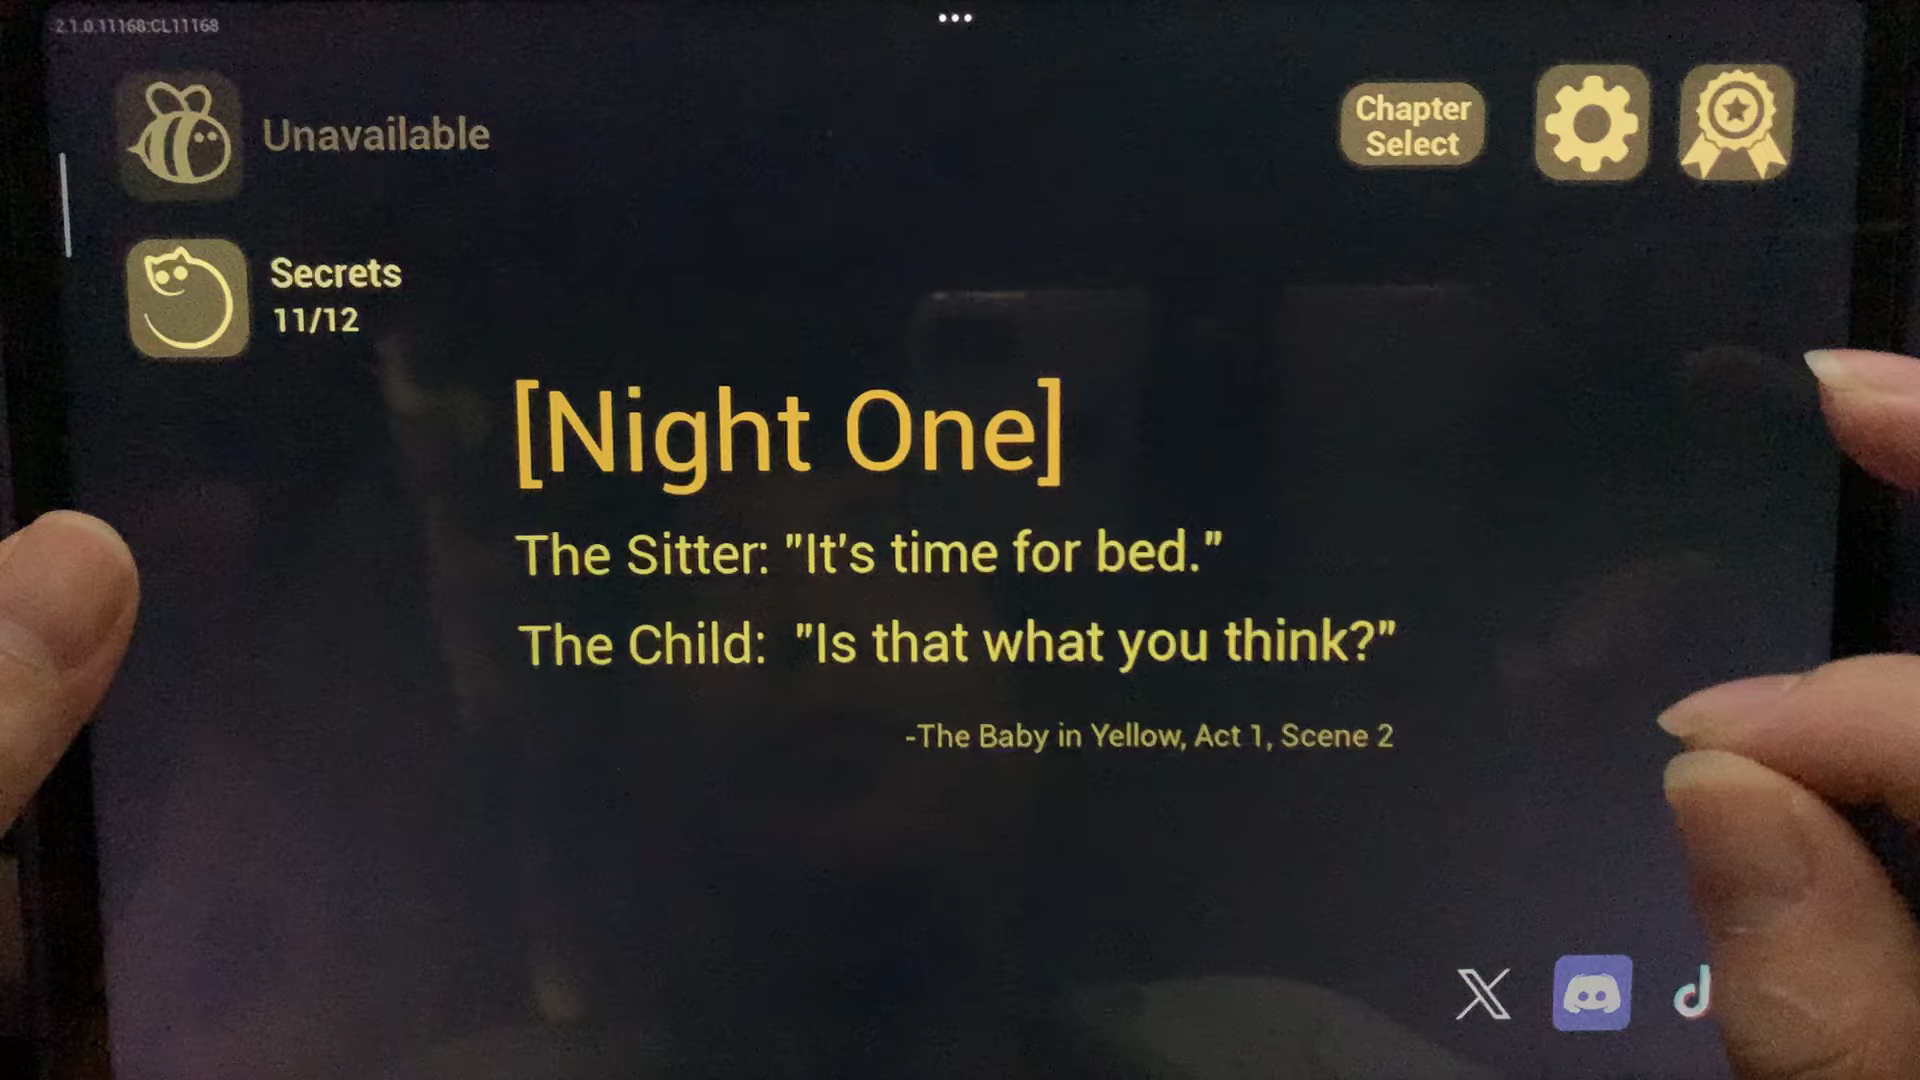 2.1.0.11168:CL11168
Unavailable
Chapter
Select
Secrets
11/12
[Night One]
The Sitter: "It's time for bed."
The Child: "Is that what you think?"
-The Baby in Yellow, Act 1, Scene 2